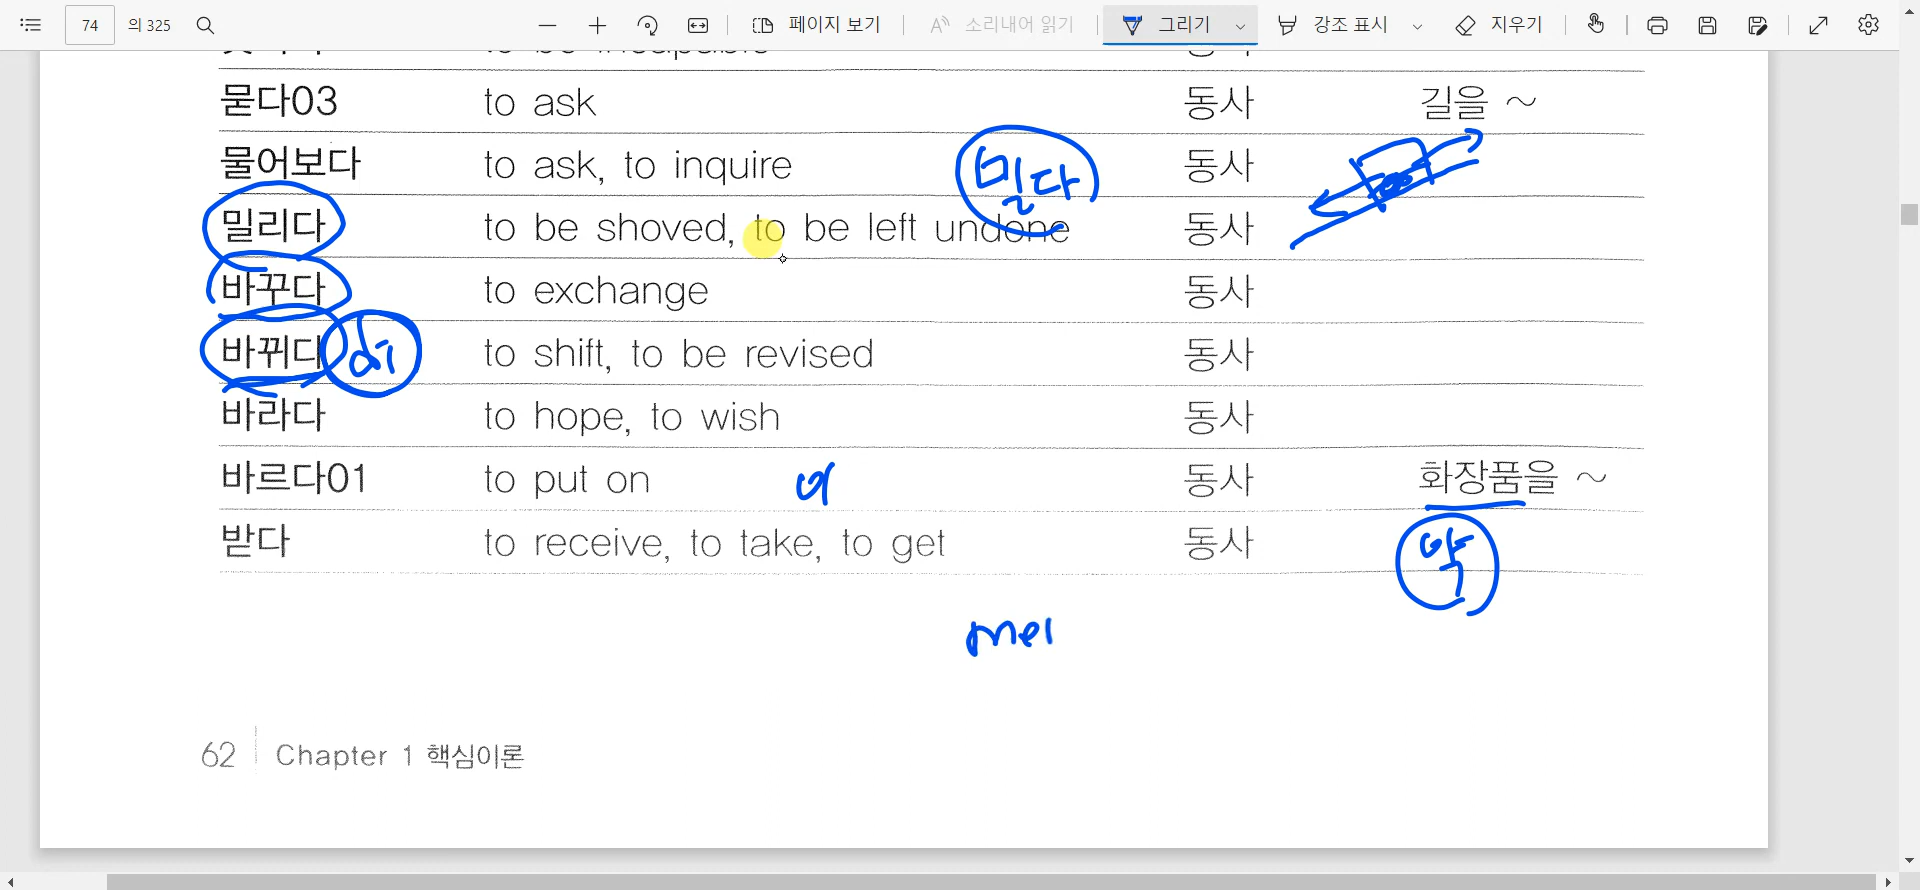 74 의 325 페이지 보기 소리내어 읽기 그리기 강조 표시 지우기
묻다03 to ask 동사 길을 ~
물어보다 to ask, to inquire 밀다 동사
밀리다 to be shoved, to be left undone 동사
바꾸다 to exchange 동사
바뀌다 to shift, to be revised 동사
바라다 to hope, to wish 동사
바르다01 to put on 동사 화장품을 ~
받다 to receive, to take, to get 동사
약
62 Chapter 1 핵심이론